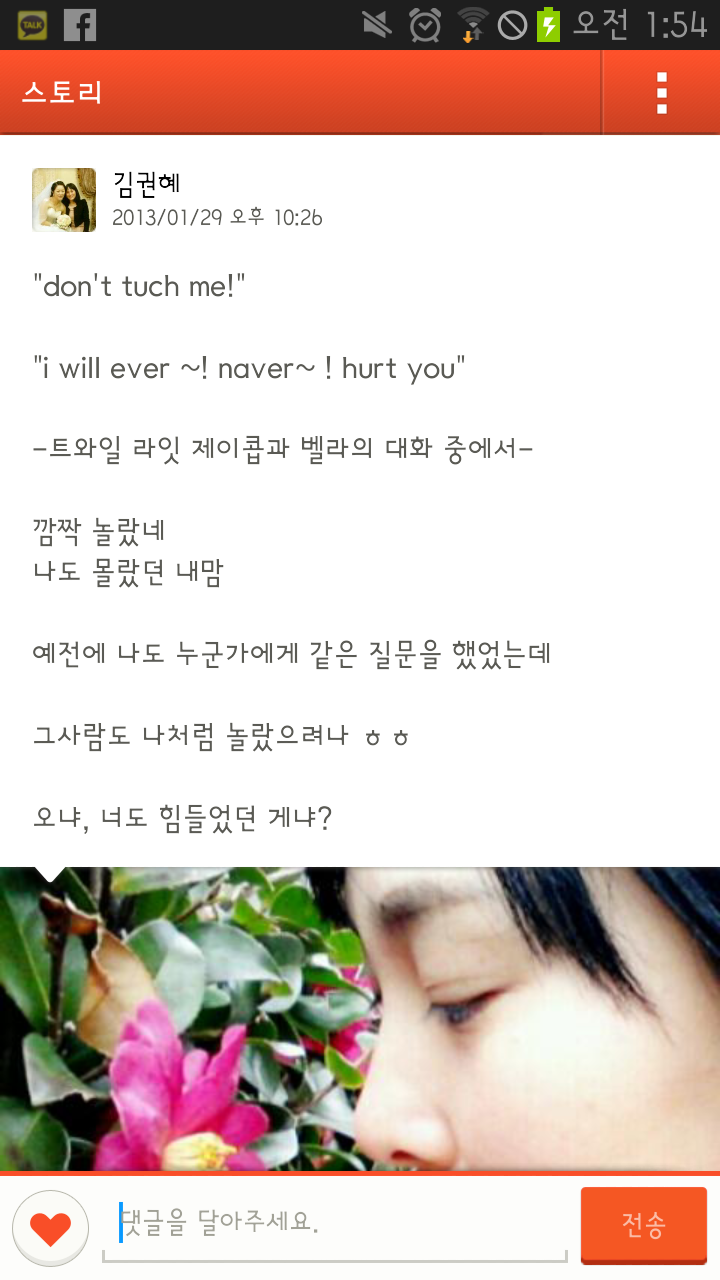 TALK
오전 1:54
스토리
김권혜
2013/01/29 오후 10:26
"don't tuch me!"
"i will ever ~! naver~ ! hurt you"
-트와일 라잇 제이콥과 벨라의 대화 중에서-
깜짝 놀랐네
나도 몰랐던 내맘
예전에 나도 누군가에게 같은 질문을 했었는데
그사람도 나처럼 놀랐으려나 ㅎ ㅎ
오냐, 너도 힘들었던 게냐?
댓글을 달아주세요.
전송